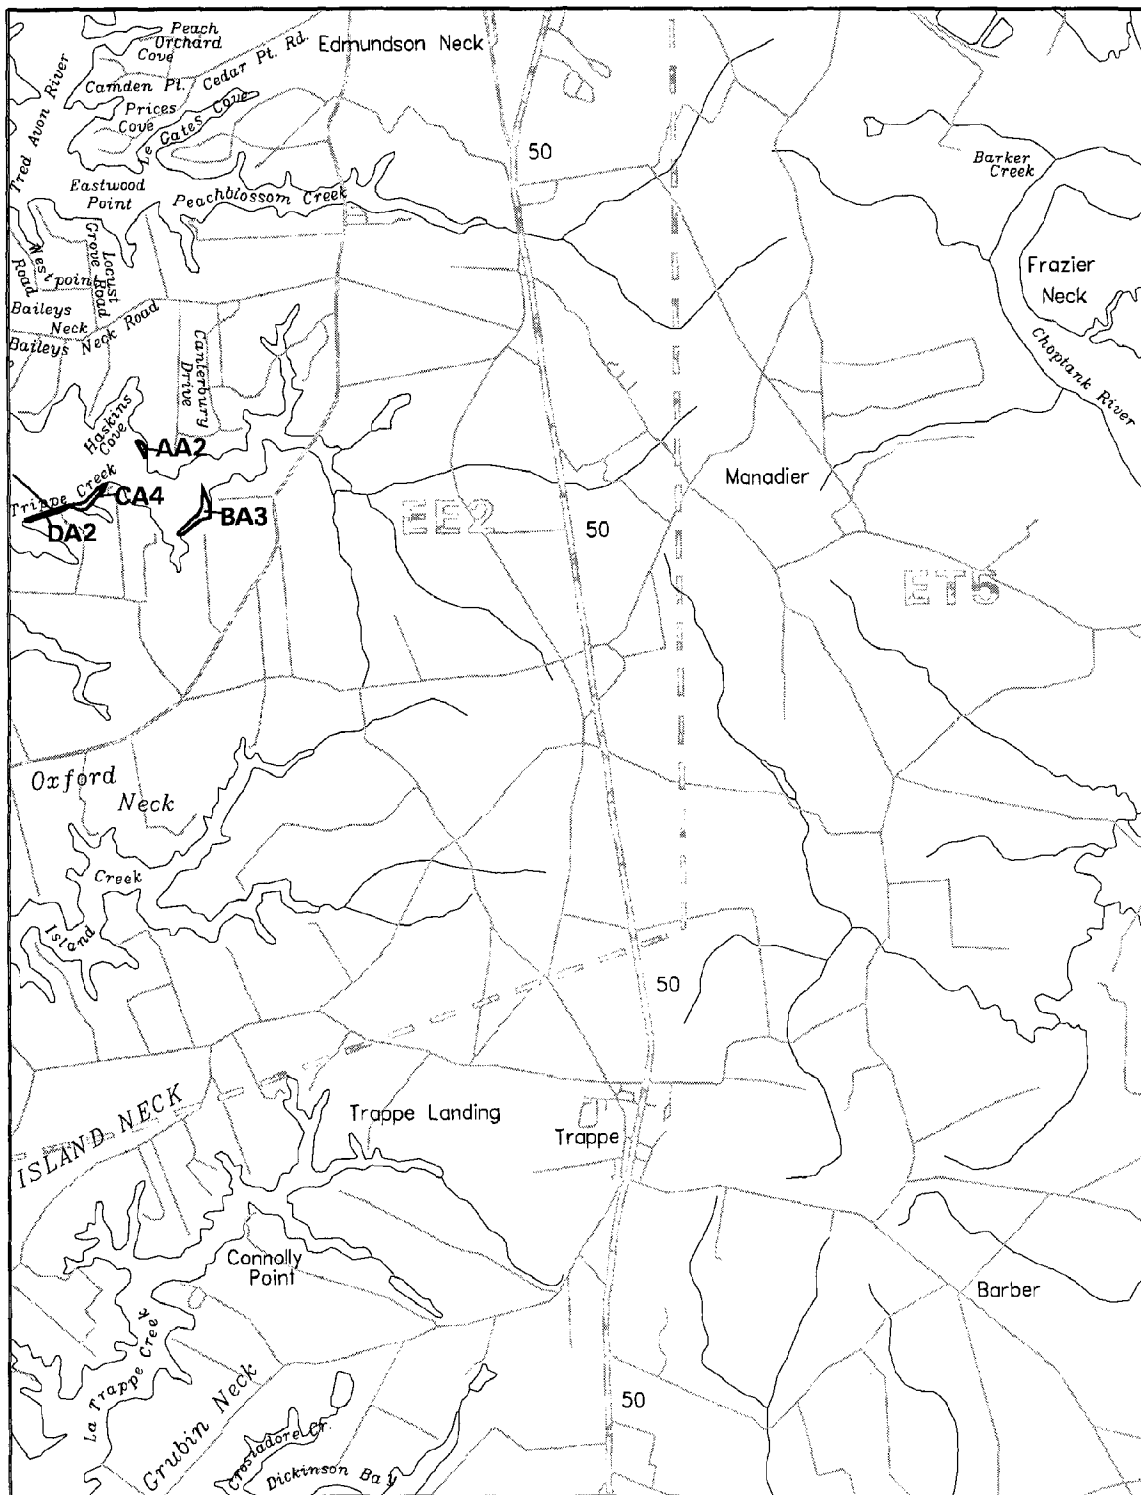 Peach
Orchard
Cove
Edmundson Neck
Cedar Pt. Rd.
Camden Pt.
Tred Avon River
Prices
Cove
Le Gates Cove
50
Barker
Creek
Eastwood
Point
Peachblossom Creek
Frazier
Neck
Locust
Grove Road
West point
Road
Baileys
Neck
Baileys Neck Road
Canterbury
Drive
Choptank River
Haskins
Cove
AA2
Manadier
Trippe Creek
CA4
BA3
DA2
EE2
50
ET5
Oxford
Neck
Creek
Island
50
ISLAND NECK
Trappe Landing
Trappe
Connolly
Point
Barber
La Trappe Creek
Grubin Neck
50
Crosiadore Cr.
Dickinson Bay